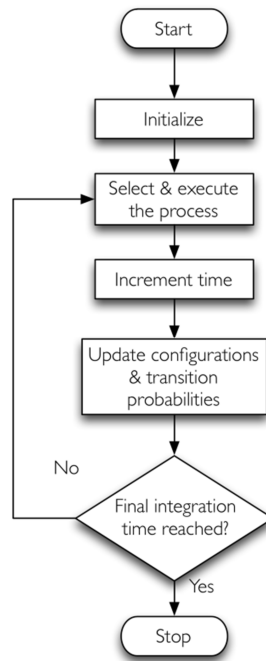 Start
Initialize
Select & execute
the process
Increment time
Update configurations
& transition
probabilities
No
Final integration
time reached?
Yes
Stop